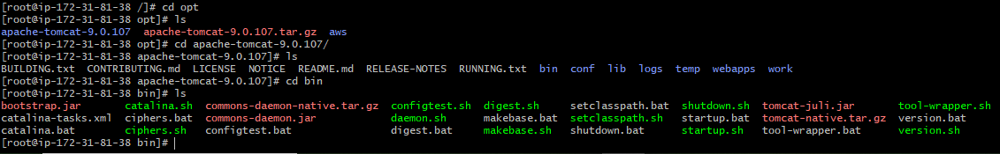 [root@ip-172-31-81-38 /]# cd opt
[root@ip-172-31-81-38 opt]# ls
apache-tomcat-9.0.107  apache-tomcat-9.0.107.tar.gz  aws
[root@ip-172-31-81-38 opt]# cd apache-tomcat-9.0.107/
[root@ip-172-31-81-38 apache-tomcat-9.0.107]# ls
BUILDING.txt  CONTRIBUTING.md  LICENSE  NOTICE  README.md  RELEASE-NOTES  RUNNING.txt  bin  conf  lib  logs  temp  webapps  work
[root@ip-172-31-81-38 apache-tomcat-9.0.107]# cd bin
[root@ip-172-31-81-38 bin]# ls
bootstrap.jar  catalina.sh  commons-daemon-native.tar.gz  configtest.sh  digest.sh  setclasspath.bat  shutdown.sh  tomcat-juli.jar  tool-wrapper.sh
catalina-tasks.xml  ciphers.bat  commons-daemon.jar  daemon.sh  makebase.bat  setclasspath.sh  startup.bat  tomcat-native.tar.gz  version.bat
catalina.bat  ciphers.sh  configtest.bat  digest.bat  makebase.sh  shutdown.bat  startup.sh  tool-wrapper.bat  version.sh
[root@ip-172-31-81-38 bin]#